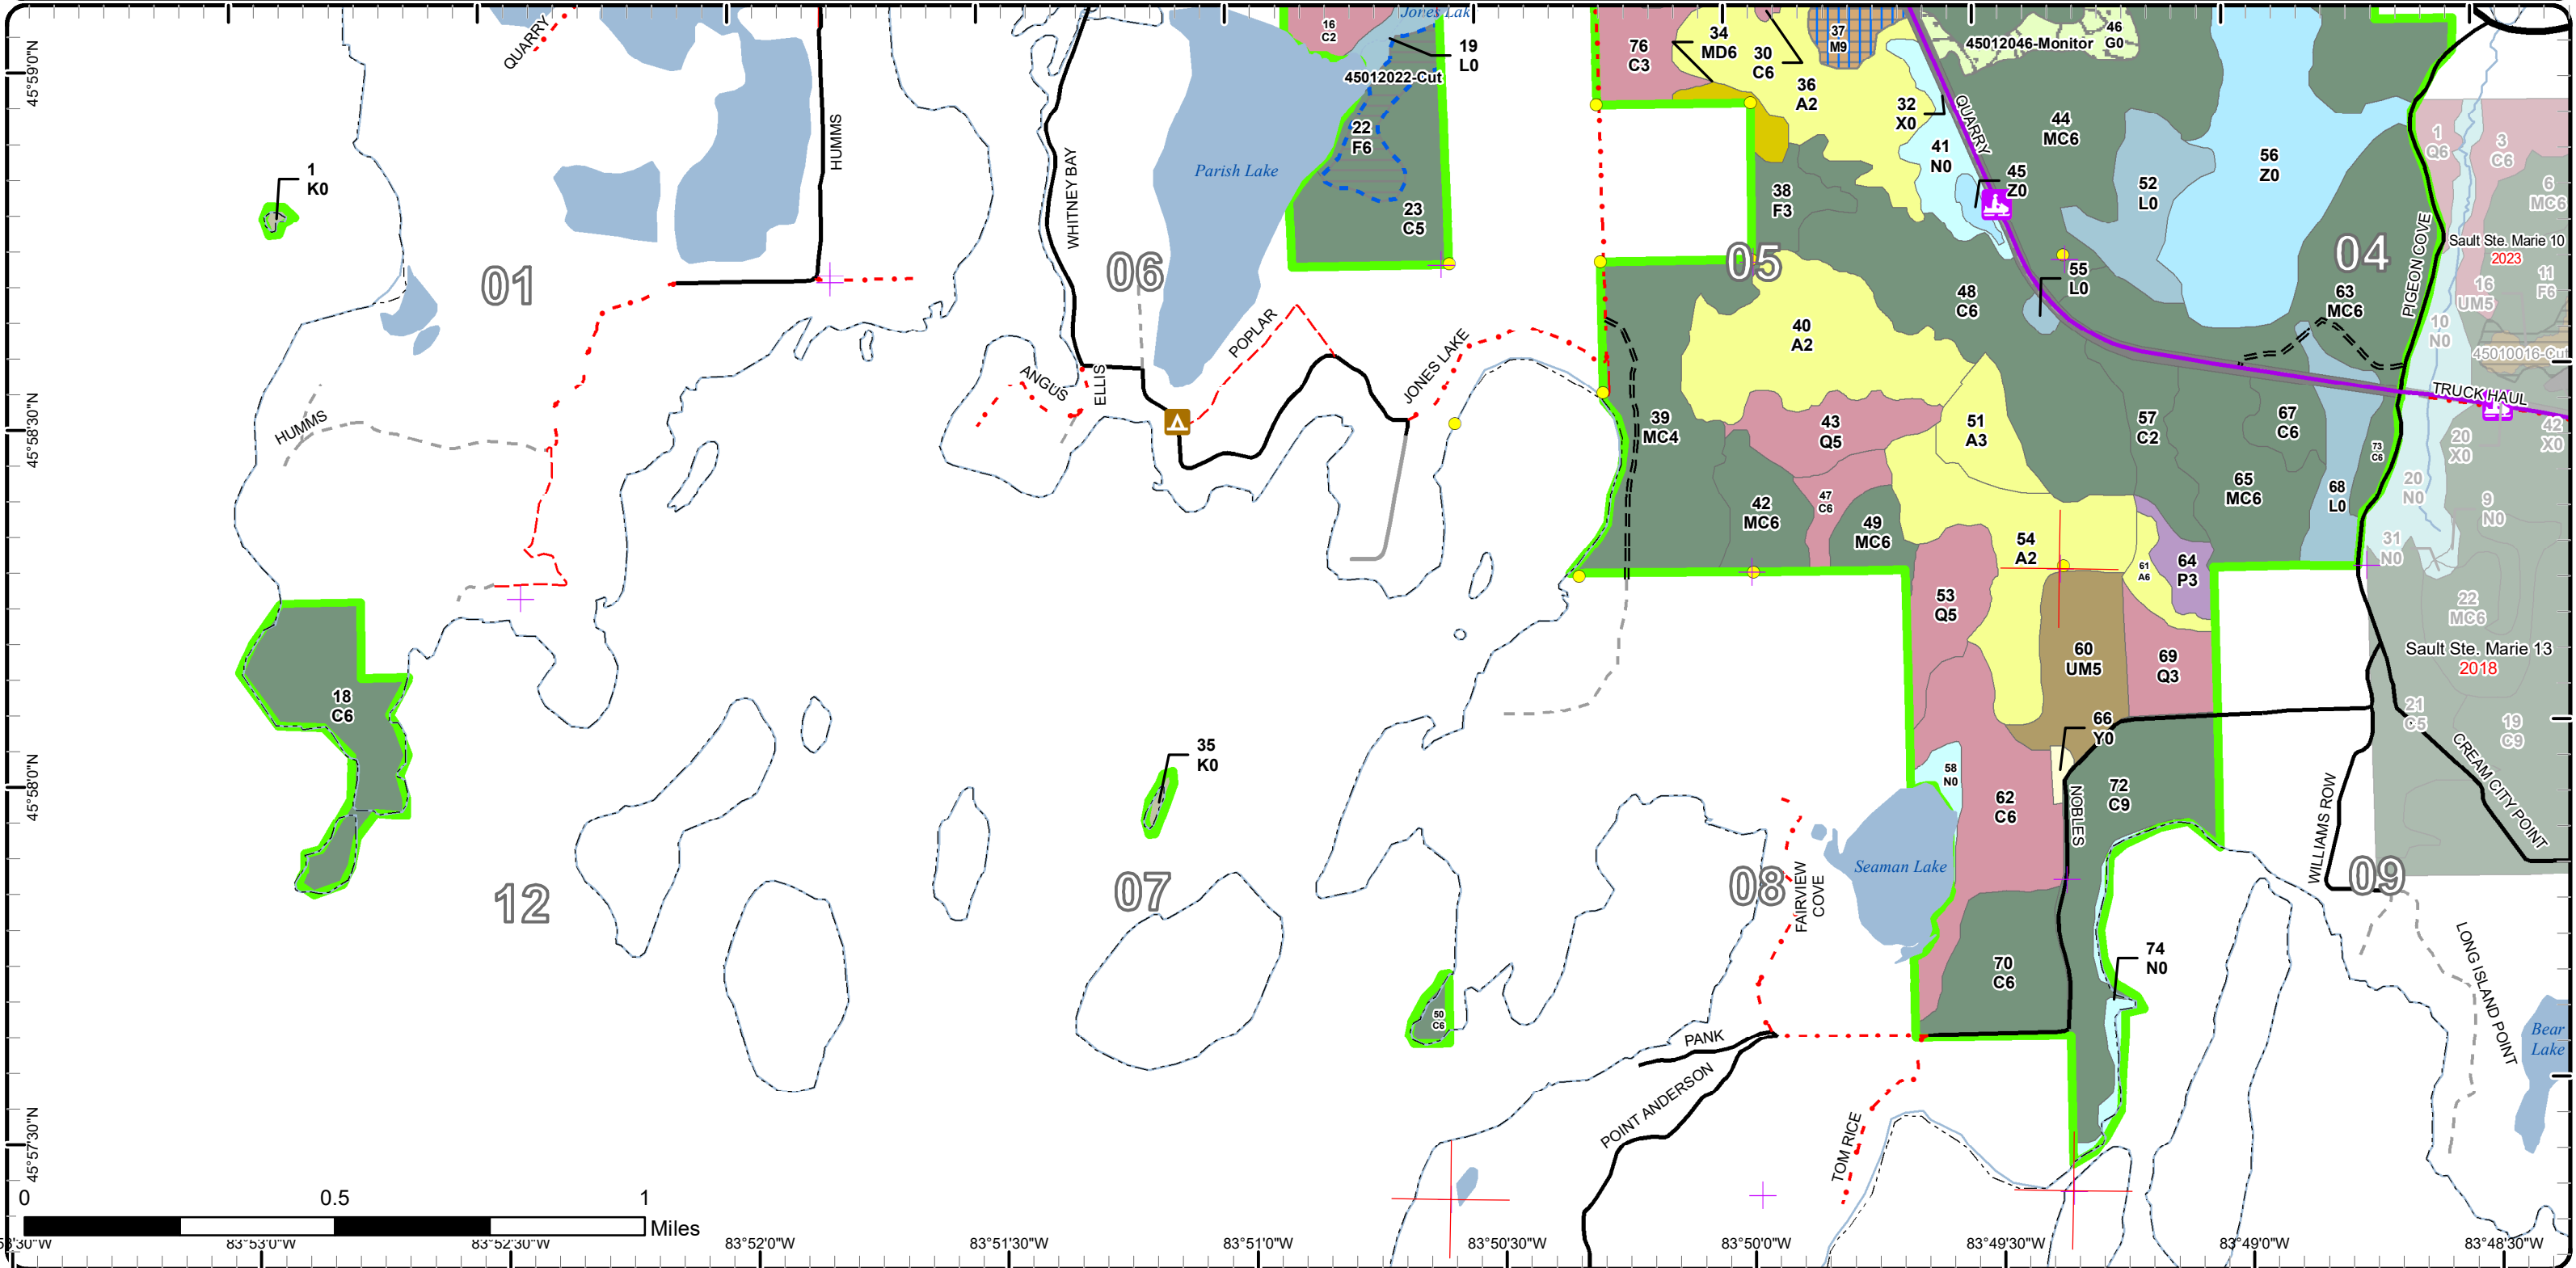 QUARRY
16
C2
Jones Lak
19
L0
45012022-Cut
76
C3
34
MD6
30
C6
36
A2
37
M9
45012046-Monitor
46
G0
45°59'0"N
HUMMS
WHITNEY BAY
22
F6
32
X0
QUARRY
41
N0
44
MC6
1
Q6
3
C6
1
K0
Parish Lake
23
C5
38
F3
45
Z0
52
L0
56
Z0
6
MC6
PIGEON COVE
Sault Ste. Marie 10
2023
01
06
05
04
55
L0
48
C6
63
MC6
16
UM5
11
F6
10
N0
45010016-Cut
40
A2
POPLAR
JONES LAKE
ANGUS
ELLIS
TRUCK HAUL
HUMMS
45°58'30"N
39
MC4
43
Q5
51
A3
57
C2
67
C6
73
C6
20
X0
42
X0
47
C6
42
MC6
49
MC6
65
MC6
68
L0
20
N0
9
N0
54
A2
61
A6
64
P3
31
N0
53
Q5
22
MC6
60
UM5
69
Q3
Sault Ste. Marie 13
2018
18
C6
66
Y0
21
C5
19
C9
35
K0
45°58'0"N
58
N0
62
C6
NOBLES
72
C9
WILLIAMS ROW
CREAM CITY POINT
12
07
08
FAIRVIEW
COVE
Seaman Lake
09
LONG ISLAND POINT
70
C6
74
N0
50
C6
PANK
POINT ANDERSON
Bear
Lake
TOM RICE
45°57'30"N
0
0.5
1
Miles
3'30"W
83°53'0"W
83°52'30"W
83°52'0"W
83°51'30"W
83°51'0"W
83°50'30"W
83°50'0"W
83°49'30"W
83°49'0"W
83°48'30"W